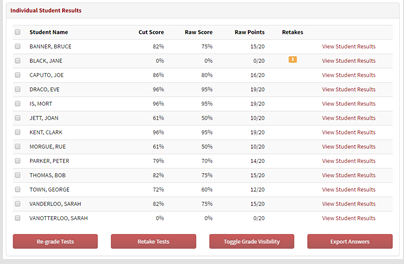 Individual Student Results
Student Name Cut Score Raw Score Raw Points Retakes
BANNER, BRUCE 82% 75% 15/20 View Student Results
BLACK, JANE 0% 0% 0/20 View Student Results
CAPUTO, JOE 86% 80% 16/20 View Student Results
DRACO, EVE 96% 95% 19/20 View Student Results
IS, MORT 96% 95% 19/20 View Student Results
JETT, JOAN 61% 50% 10/20 View Student Results
KENT, CLARK 96% 95% 19/20 View Student Results
MORGUE, RUE 61% 50% 10/20 View Student Results
PARKER, PETER 79% 70% 14/20 View Student Results
THOMAS, BOB 82% 75% 15/20 View Student Results
TOWN, GEORGE 72% 60% 12/20 View Student Results
VANDERLOO, SARAH 82% 75% 15/20 View Student Results
VANOTTERLOO, SARAH 0% 0% 0/20 View Student Results
Re-grade Tests Retake Tests Toggle Grade Visibility Export Answers